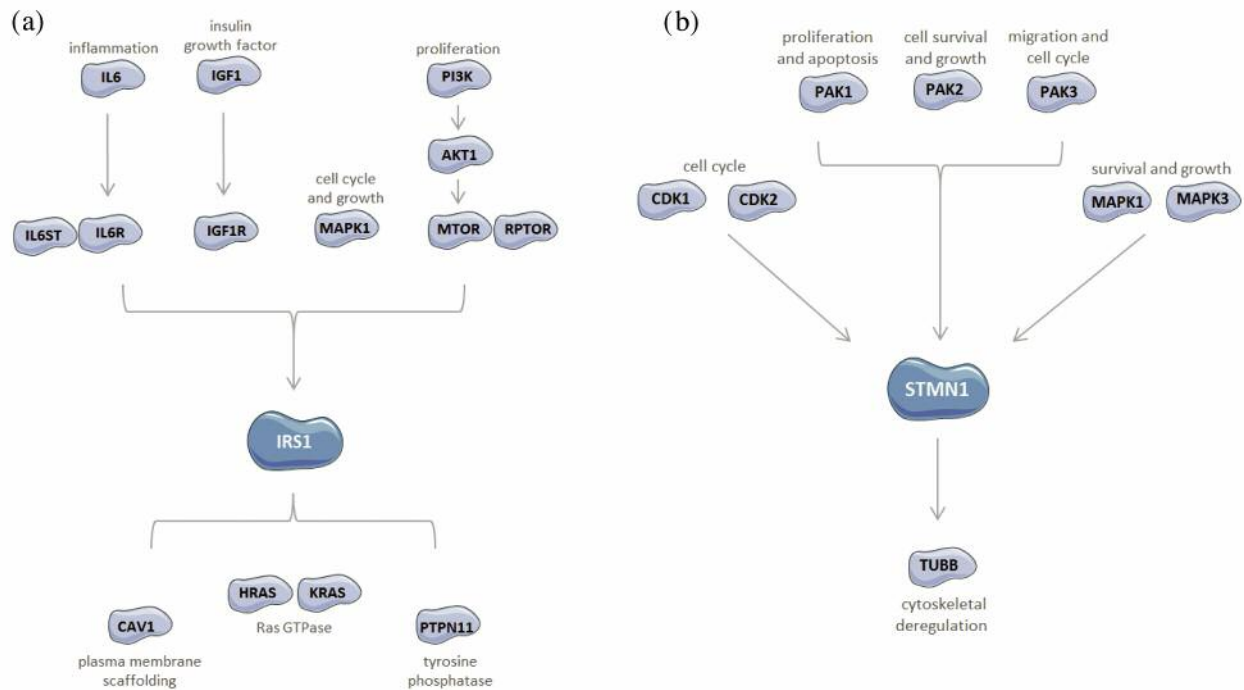 (a)
inflammation
IL6
insulin
growth factor
IGF1
proliferation
PI3K
AKT1
IL6ST
IL6R
IGF1R
cell cycle
and growth
MAPK1
MTOR
RPTOR
IRS1
CAV1
plasma membrane
scaffolding
HRAS
KRAS
Ras GTPase
PTPN11
tyrosine
phosphatase
(b)
proliferation
and apoptosis
PAK1
cell survival
and growth
PAK2
migration and
cell cycle
PAK3
cell cycle
CDK1
CDK2
survival and growth
MAPK1
MAPK3
STMN1
TUBB
cytoskeletal
deregulation